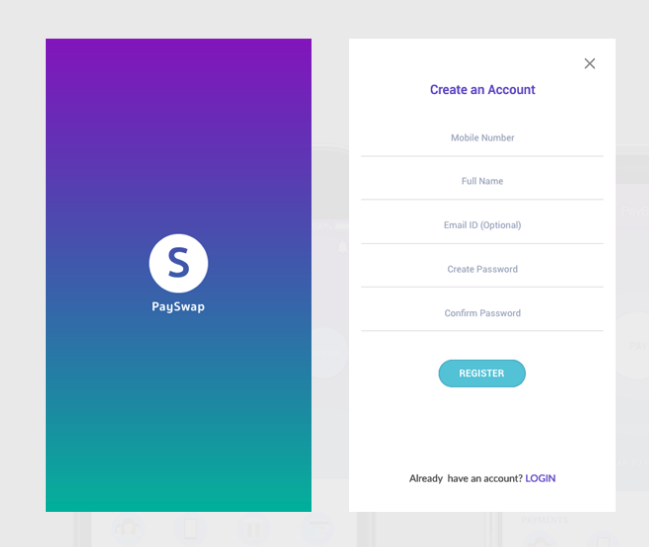 S
PaySwap
Create an Account
Mobile Number
Full Name
Email ID (Optional)
Create Password
Confirm Password
REGISTER
Already have an account? LOGIN